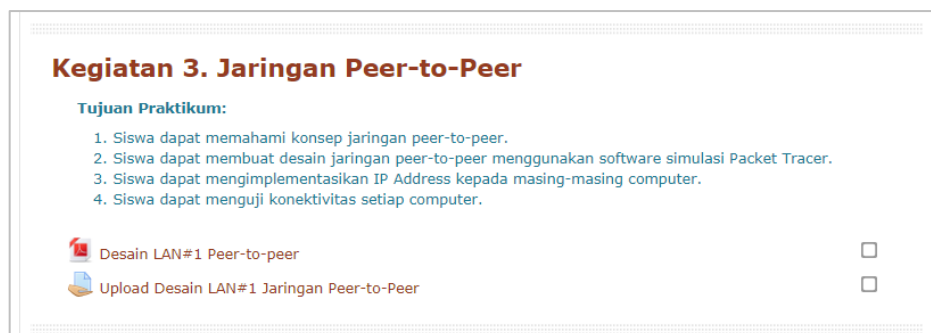 Kegiatan 3. Jaringan Peer-to-Peer
Tujuan Praktikum:
1. Siswa dapat memahami konsep jaringan peer-to-peer.
2. Siswa dapat membuat desain jaringan peer-to-peer menggunakan software simulasi Packet Tracer.
3. Siswa dapat mengimplementasikan IP Address kepada masing-masing computer.
4. Siswa dapat menguji konektivitas setiap computer.
Desain LAN#1 Peer-to-peer
Upload Desain LAN#1 Jaringan Peer-to-Peer